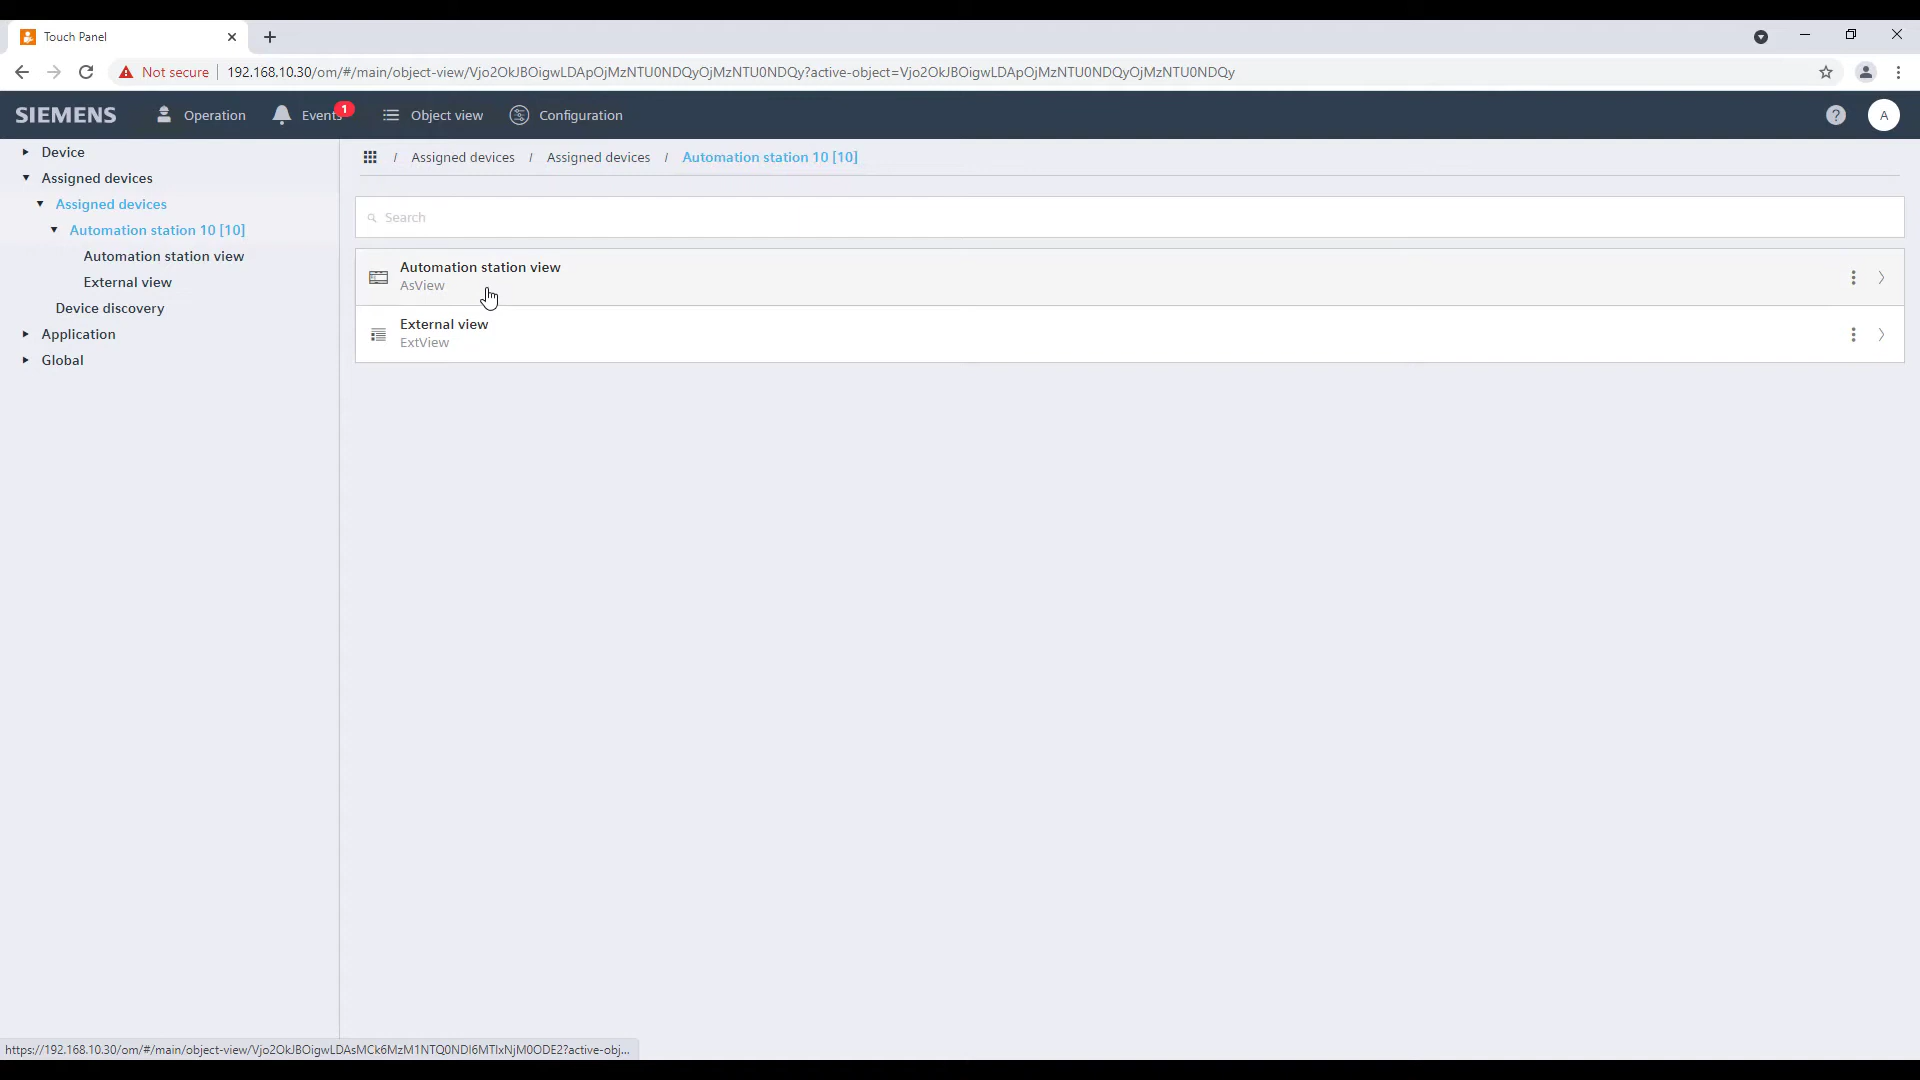 Touch Panel
Not secure 192.168.10.30/om/#/main/object-view/Vjo2OkJBOigwLDApOjMzNTU0NDQyOjMzNTU0NDQy?active-object=Vjo2OkJBOigwLDApOjMzNTU0NDQyOjMzNTU0NDQy
SIEMENS Operation Events 1 Object view Configuration ? A
Device
Assigned devices
Assigned devices
Automation station 10 [10]
Automation station view
External view
Device discovery
Application
Global
/ Assigned devices / Assigned devices / Automation station 10 [10]
Search
Automation station view
AsView
External view
ExtView
https://192.168.10.30/om/#/main/object-view/Vjo2OkJBOigwLDAsMCk6MzM1NTQ0NDI6MTIxNjM0ODE2?active-obj...